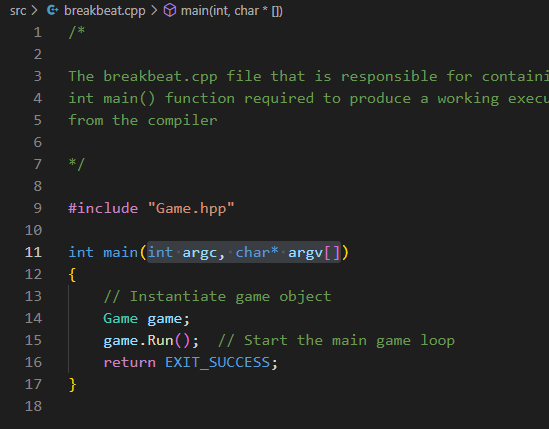 src > breakbeat.cpp > main(int, char * [])
1 /*
2
3 The breakbeat.cpp file that is responsible for containi
4 int main() function required to produce a working execu
5 from the compiler
6
7 */
8
9 #include "Game.hpp"
10
11 int main(int argc, char* argv[])
12 {
13     // Instantiate game object
14     Game game;
15     game.Run();  // Start the main game loop
16     return EXIT_SUCCESS;
17 }
18